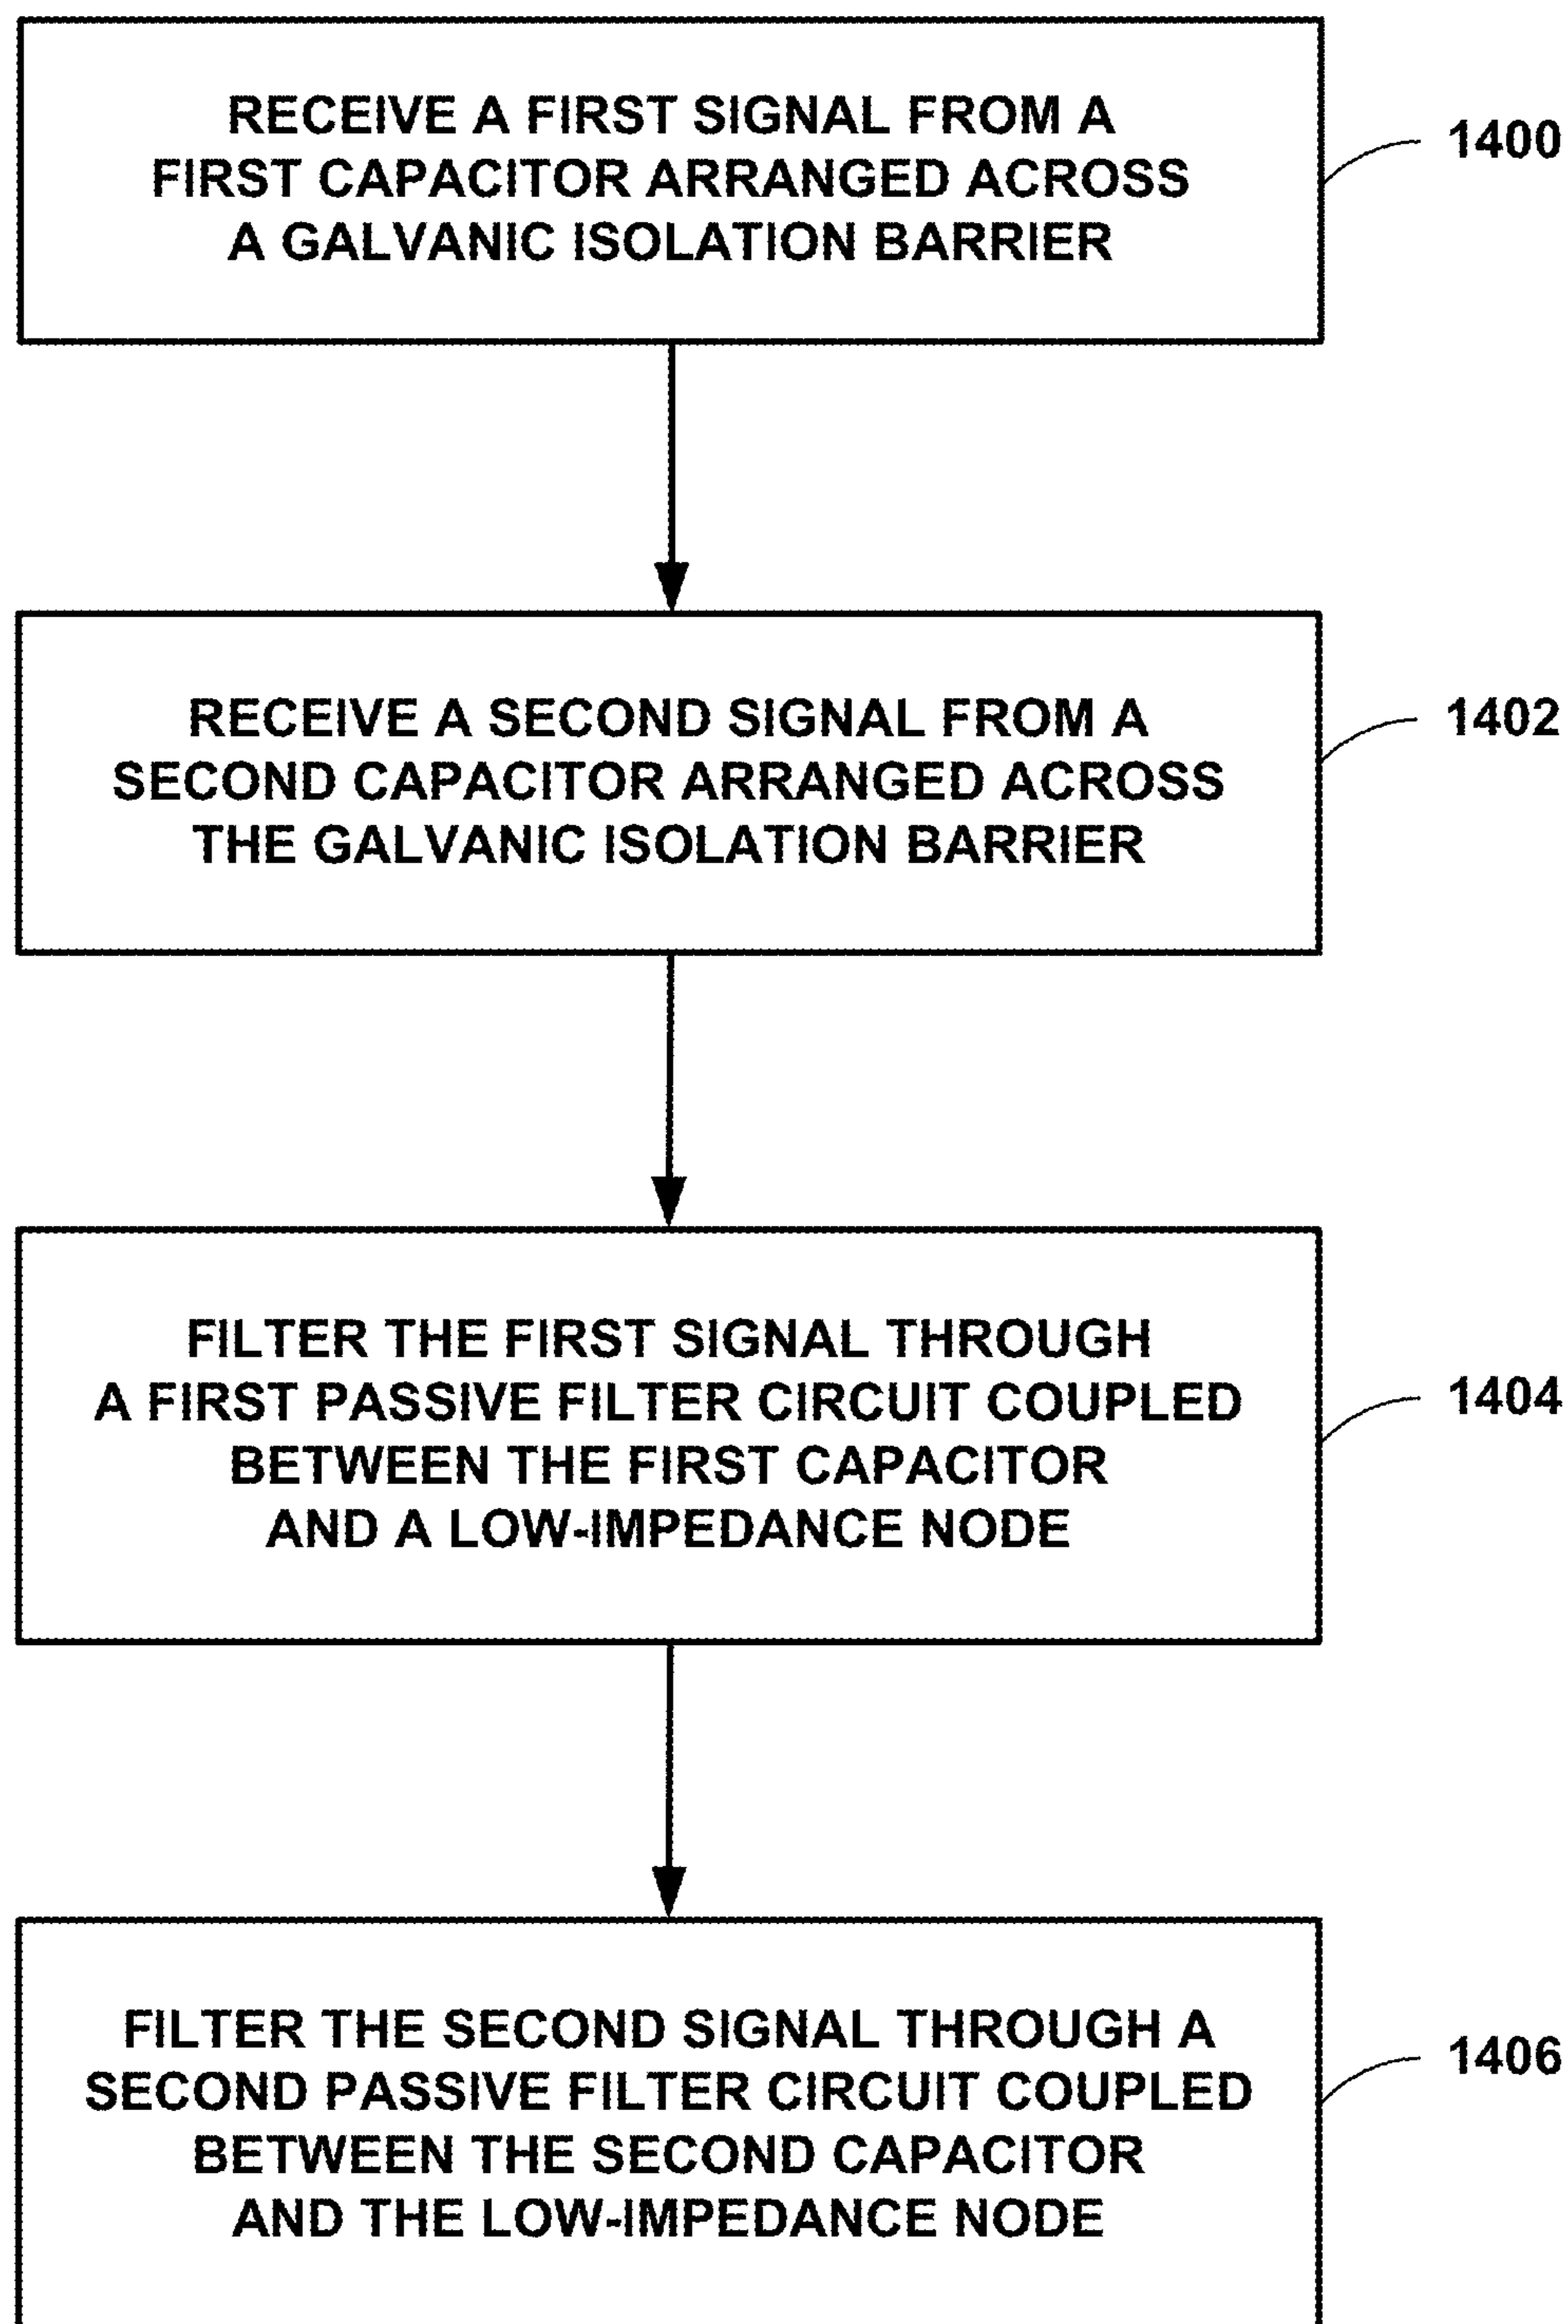 RECEIVE A FIRST SIGNAL FROM A
FIRST CAPACITOR ARRANGED ACROSS
A GALVANIC ISOLATION BARRIER
1400
RECEIVE A SECOND SIGNAL FROM A
SECOND CAPACITOR ARRANGED ACROSS
THE GALVANIC ISOLATION BARRIER
1402
FILTER THE FIRST SIGNAL THROUGH
A FIRST PASSIVE FILTER CIRCUIT COUPLED
BETWEEN THE FIRST CAPACITOR
AND A LOW-IMPEDANCE NODE
1404
FILTER THE SECOND SIGNAL THROUGH A
SECOND PASSIVE FILTER CIRCUIT COUPLED
BETWEEN THE SECOND CAPACITOR
AND THE LOW-IMPEDANCE NODE
1406